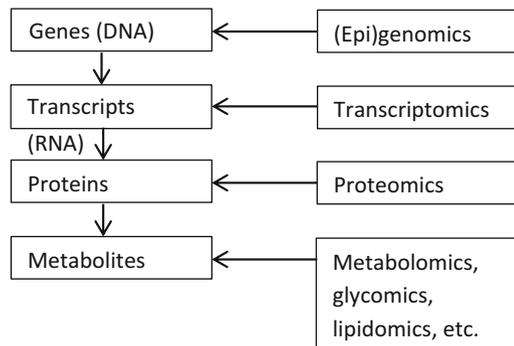 Genes (DNA)
(Epi)genomics
Transcripts
(RNA)
Transcriptomics
Proteins
Proteomics
Metabolites
Metabolomics,
glycomics,
lipidomics, etc.